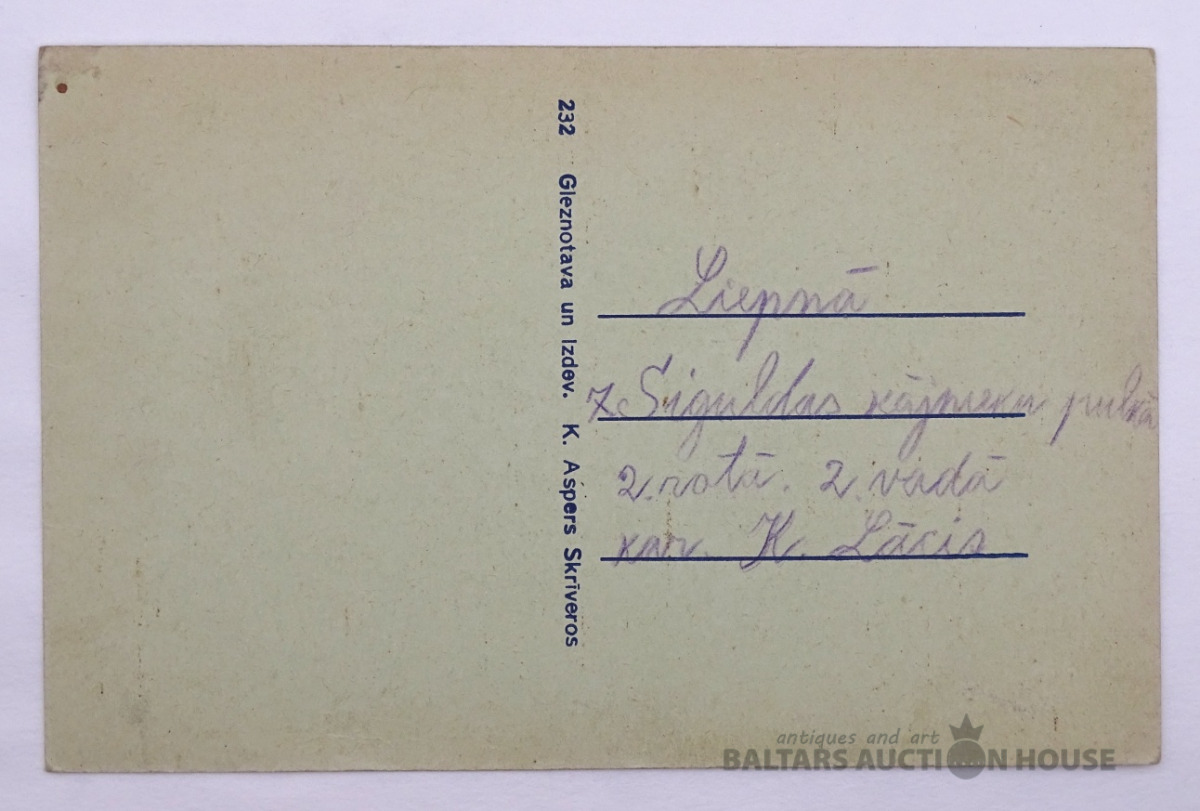 232 Gleznotava un Izdev. K. Aspers Skrīveros
Liepnā
7. Siguldas kājnieku pulkā
2. rotā. 2. vadā
kar. K. Lācis
antiques and art
BALTARS AUCTION HOUSE